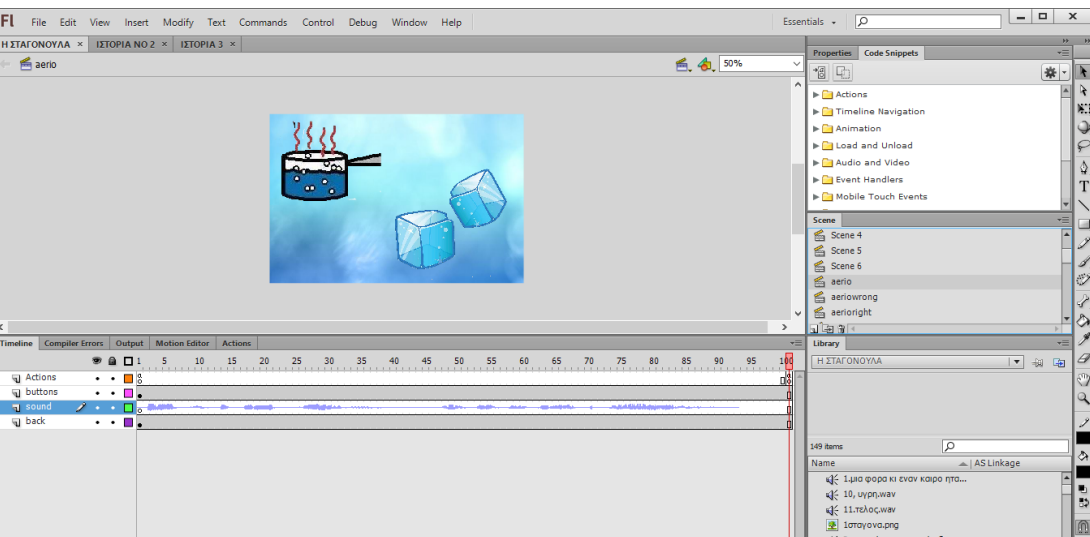 Fl File Edit View Insert Modify Text Commands Control Debug Window Help Essentials
Η ΣΤΑΓΟΝΟΥΛΑ × ΙΣΤΟΡΙΑ ΝΟ 2 × ΙΣΤΟΡΙΑ 3 ×
aerio 50%
Properties Code Snippets
Actions
Timeline Navigation
Animation
Load and Unload
Audio and Video
Event Handlers
Mobile Touch Events
Scene
Scene 4
Scene 5
Scene 6
aerio
aeriowrong
aerioright
Timeline Compiler Errors Output Motion Editor Actions
1 5 10 15 20 25 30 35 40 45 50 55 60 65 70 75 80 85 90 95 100
Actions
buttons
sound
back
Library
Η ΣΤΑΓΟΝΟΥΛΑ
149 items
Name AS Linkage
1.μια φορα κι εναν καιρο ητα...
10, υγρη.wav
11.τελος.wav
1σταγονα.png